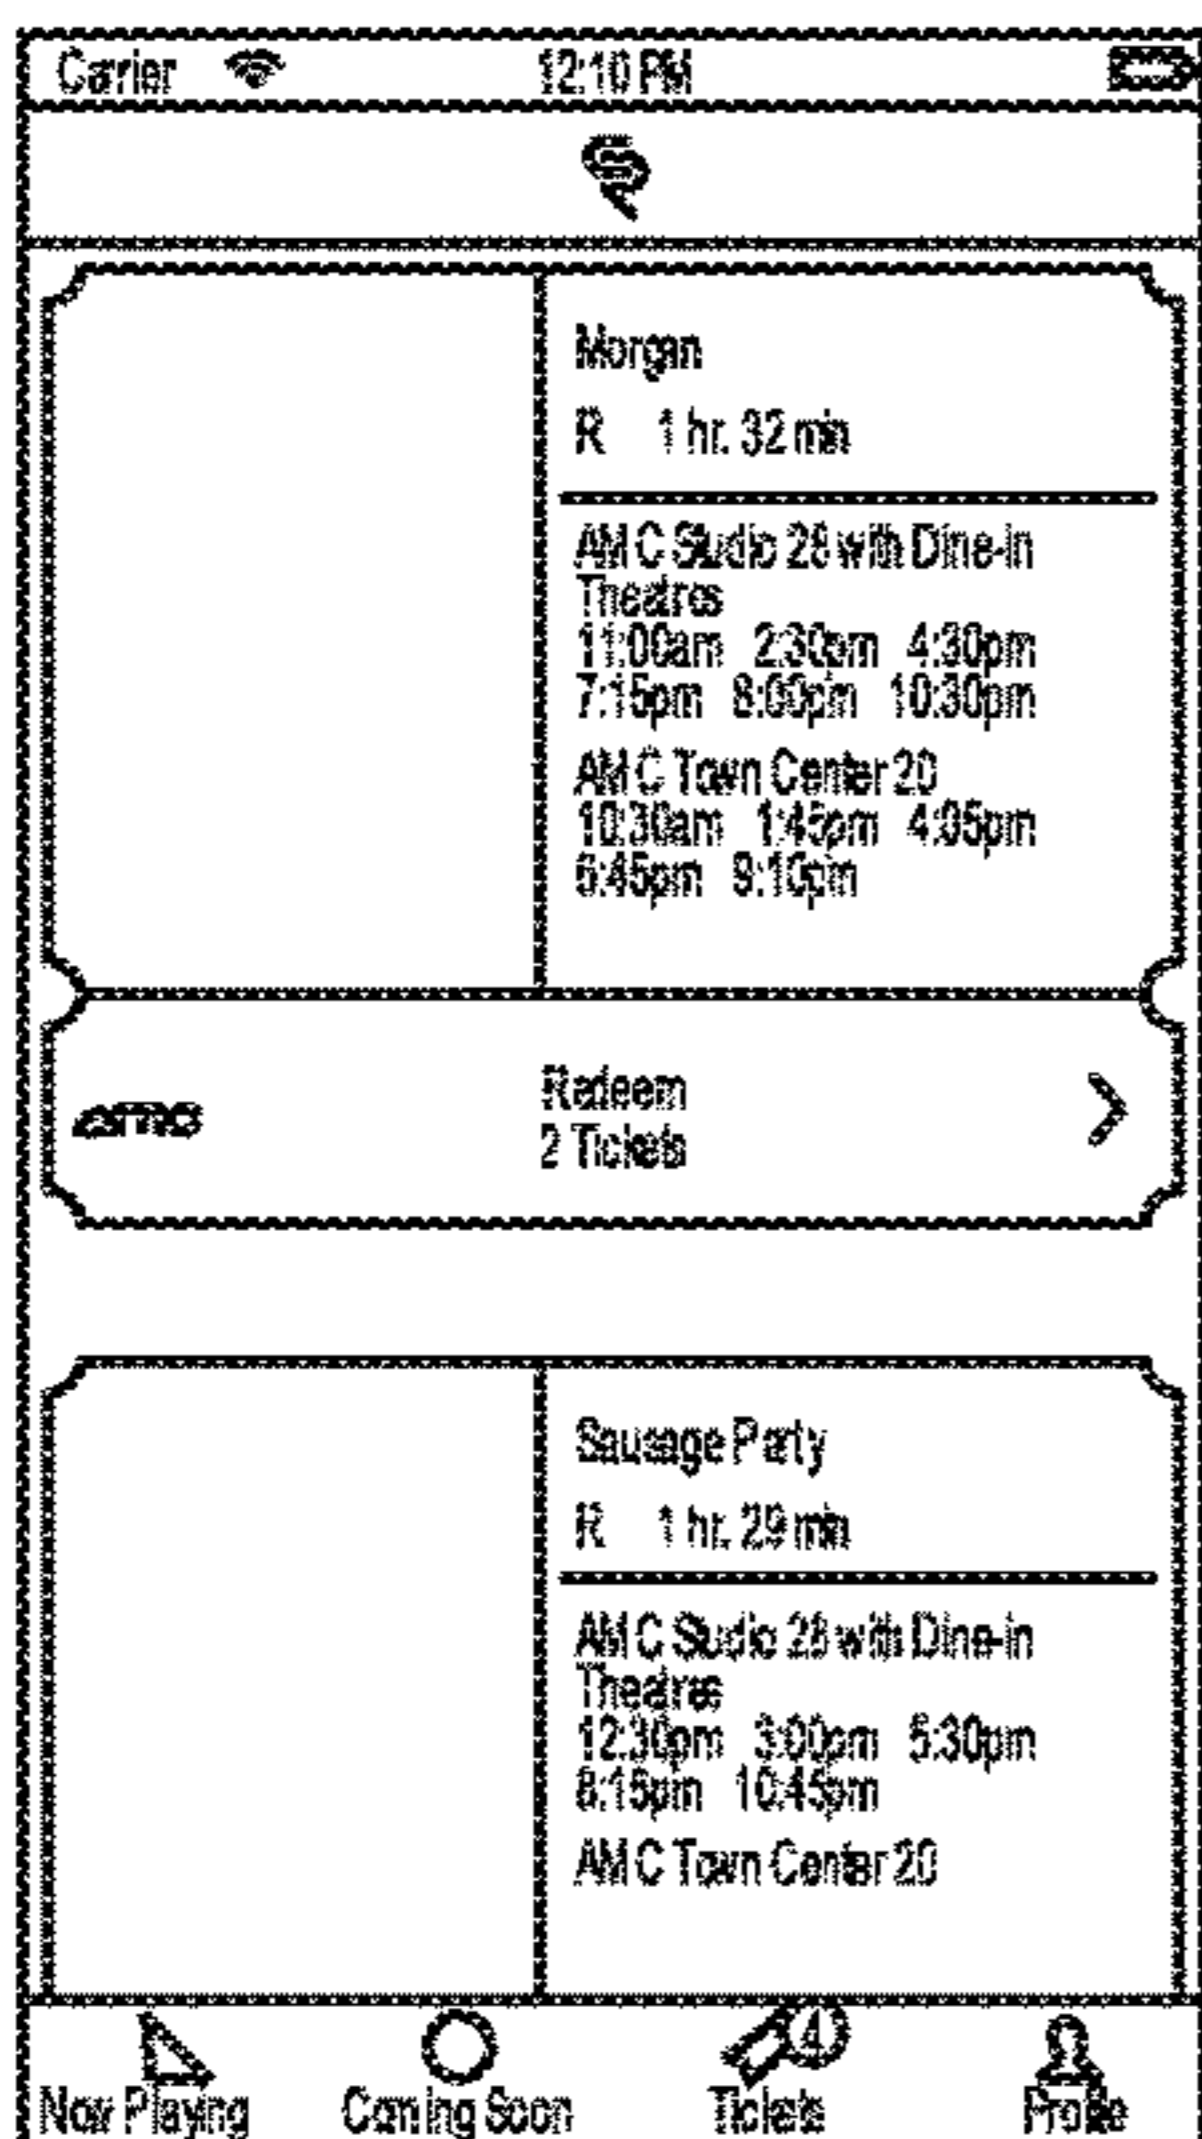 Carrier 12:10 PM
Morgan
R 1 hr. 32 min
AMC Studio 28 with Dine-in
Theatres
11:00am 2:30pm 4:30pm
7:15pm 8:00pm 10:30pm
AMC Town Center 20
10:30am 1:45pm 4:05pm
6:45pm 9:10pm
amc
Redeem
2 Tickets
Sausage Party
R 1 hr. 29 min
AMC Studio 28 with Dine-in
Theatres
12:30pm 3:00pm 5:30pm
8:15pm 10:45pm
AMC Town Center 20
4
Now Playing Coming Soon Tickets Profile